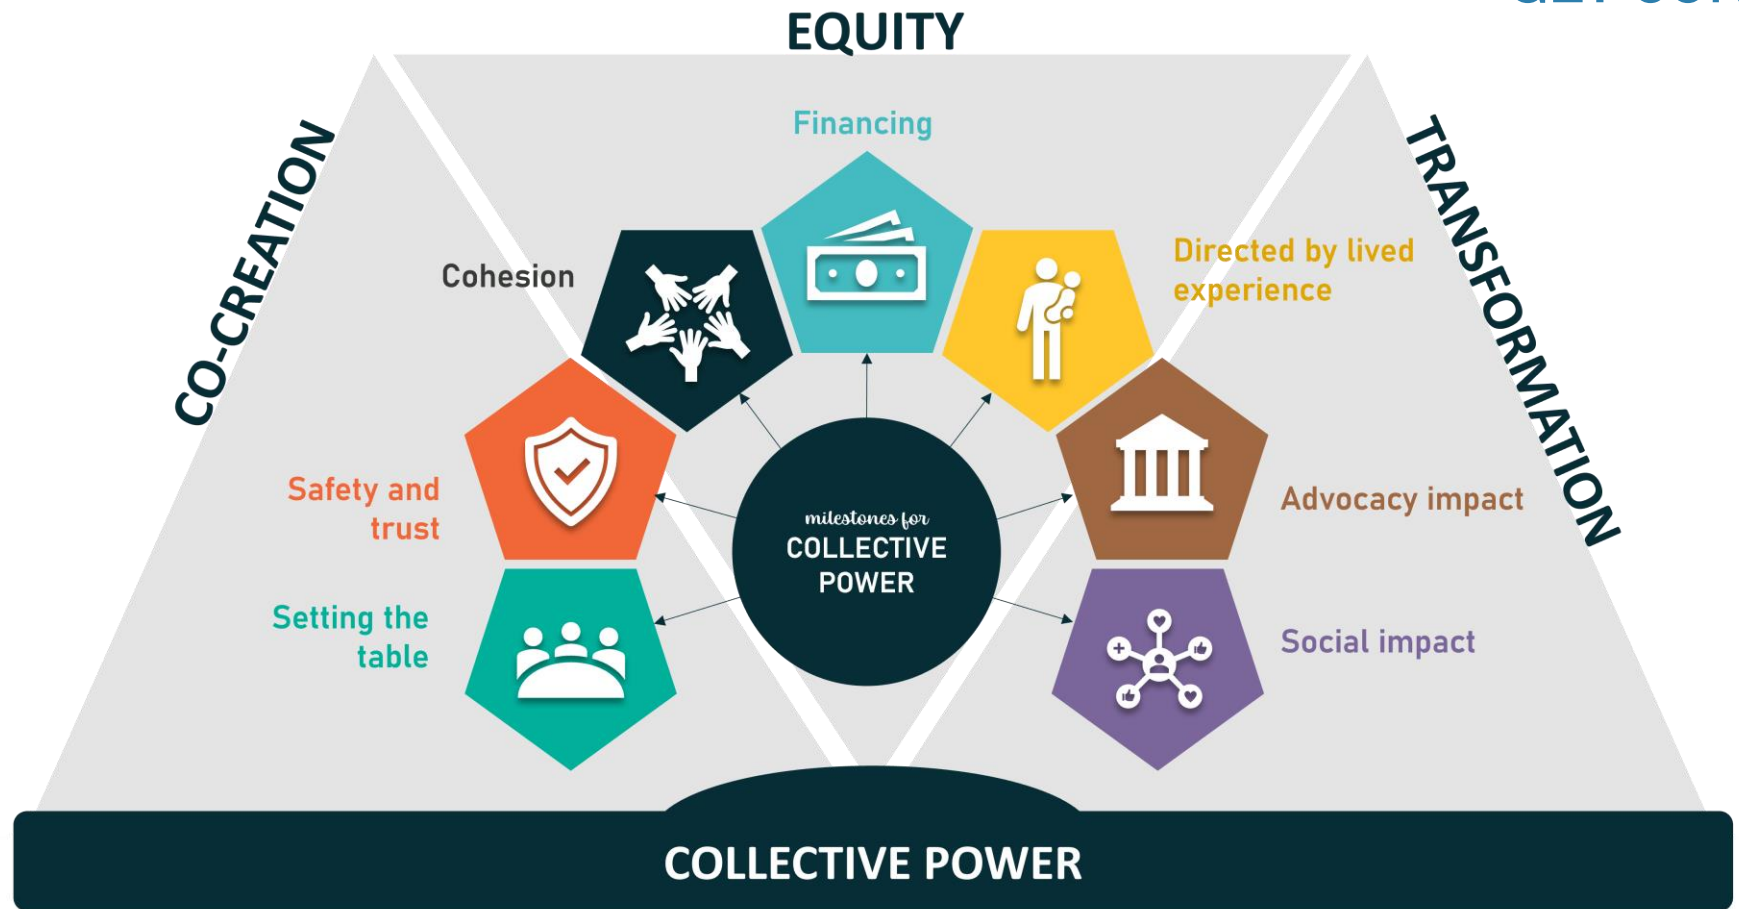 EQUITY
CO-CREATION
TRANSFORMATION
Financing
Cohesion
Directed by lived
experience
Safety and
trust
Advocacy impact
Setting the
table
Social impact
milestones for
COLLECTIVE
POWER
COLLECTIVE POWER